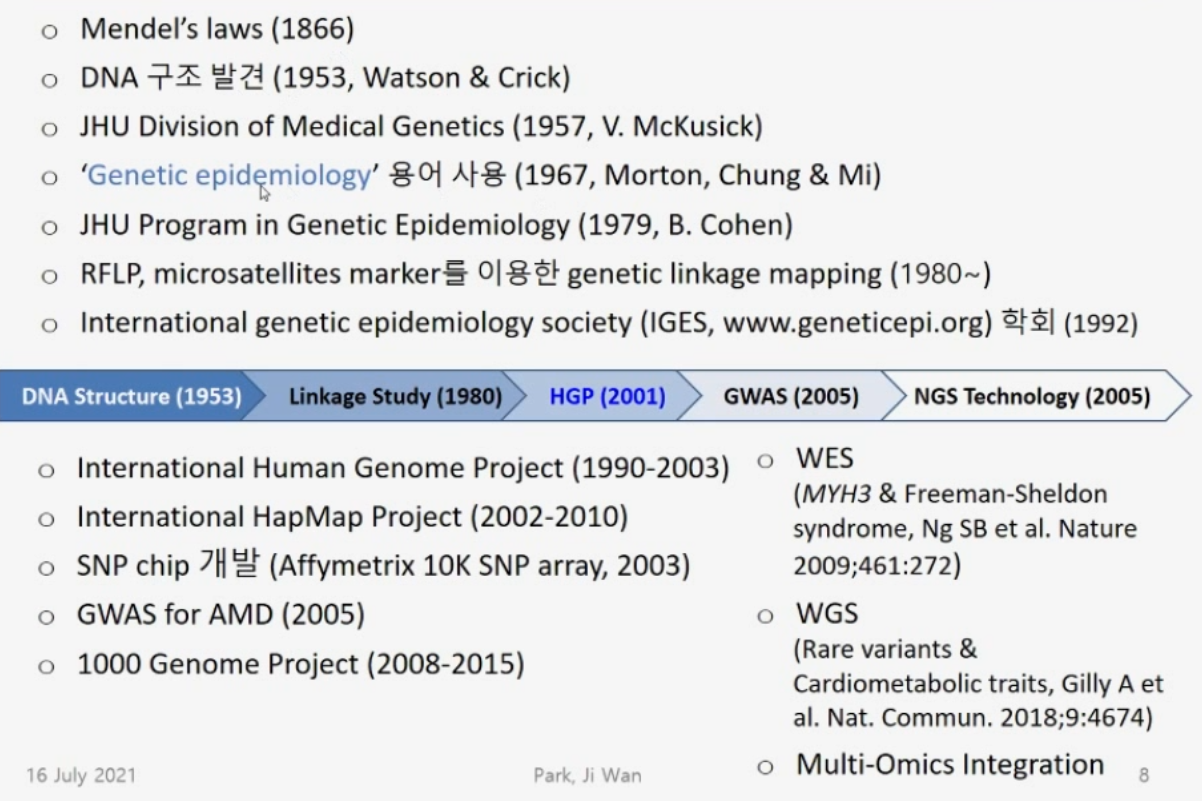 ○ Mendel's laws (1866)
○ DNA 구조 발견 (1953, Watson & Crick)
○ JHU Division of Medical Genetics (1957, V. McKusick)
○ 'Genetic epidemiology' 용어 사용 (1967, Morton, Chung & Mi)
○ JHU Program in Genetic Epidemiology (1979, B. Cohen)
○ RFLP, microsatellites marker를 이용한 genetic linkage mapping (1980~)
○ International genetic epidemiology society (IGES, www.geneticepi.org) 학회 (1992)
DNA Structure (1953) Linkage Study (1980) HGP (2001) GWAS (2005) NGS Technology (2005)
○ International Human Genome Project (1990-2003)
○ International HapMap Project (2002-2010)
○ SNP chip 개발 (Affymetrix 10K SNP array, 2003)
○ GWAS for AMD (2005)
○ 1000 Genome Project (2008-2015)
○ WES
(MYH3 & Freeman-Sheldon
syndrome, Ng SB et al. Nature
2009;461:272)
○ WGS
(Rare variants &
Cardiometabolic traits, Gilly A et
al. Nat. Commun. 2018;9:4674)
○ Multi-Omics Integration
16 July 2021
Park, Ji Wan
8